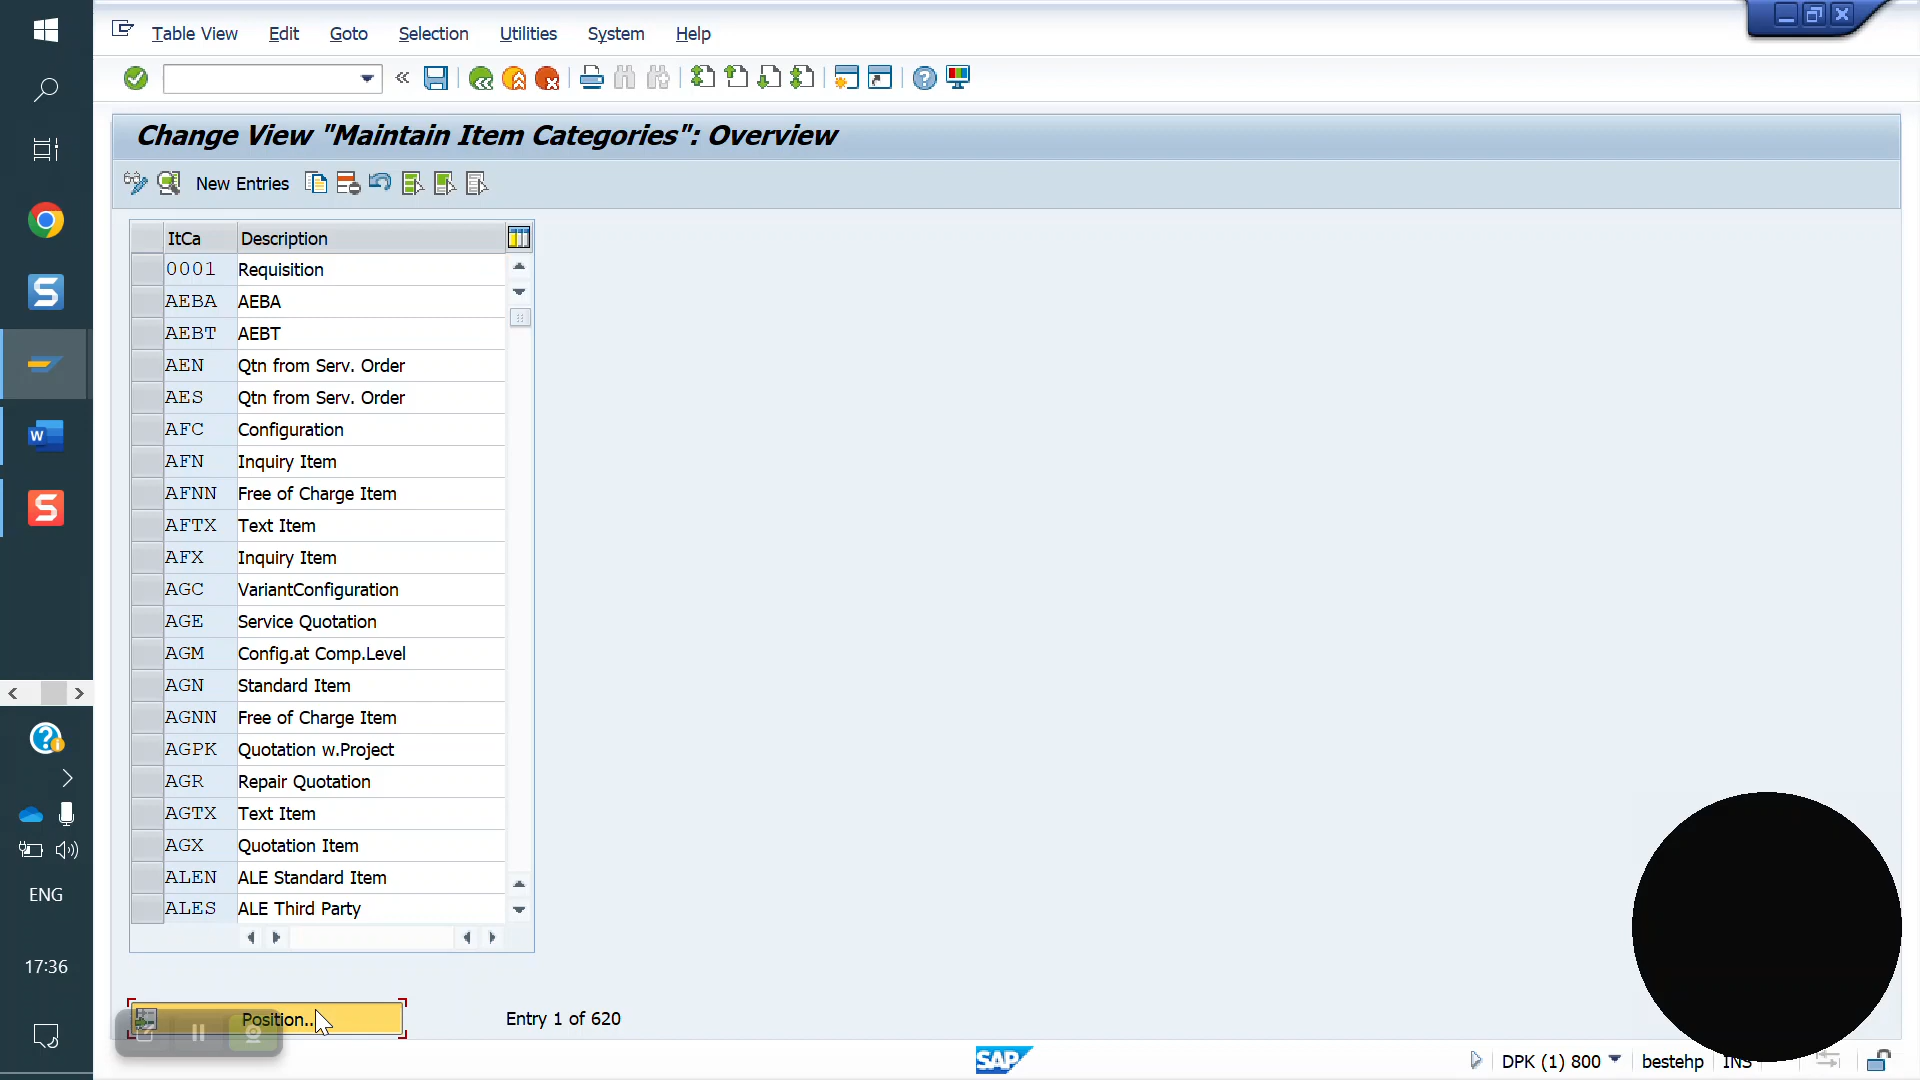 Table View Edit Goto Selection Utilities System Help
Change View "Maintain Item Categories": Overview
New Entries
ItCa Description
0001 Requisition
AEBA AEBA
AEBT AEBT
AEN Qtn from Serv. Order
AES Qtn from Serv. Order
AFC Configuration
AFN Inquiry Item
AFNN Free of Charge Item
AFTX Text Item
AFX Inquiry Item
AGC VariantConfiguration
AGE Service Quotation
AGM Config.at Comp.Level
AGN Standard Item
AGNN Free of Charge Item
AGPK Quotation w.Project
AGR Repair Quotation
AGTX Text Item
AGX Quotation Item
ALEN ALE Standard Item
ALES ALE Third Party
Position... Entry 1 of 620
SAP DPK (1) 800 bestehp INS
ENG
17:36